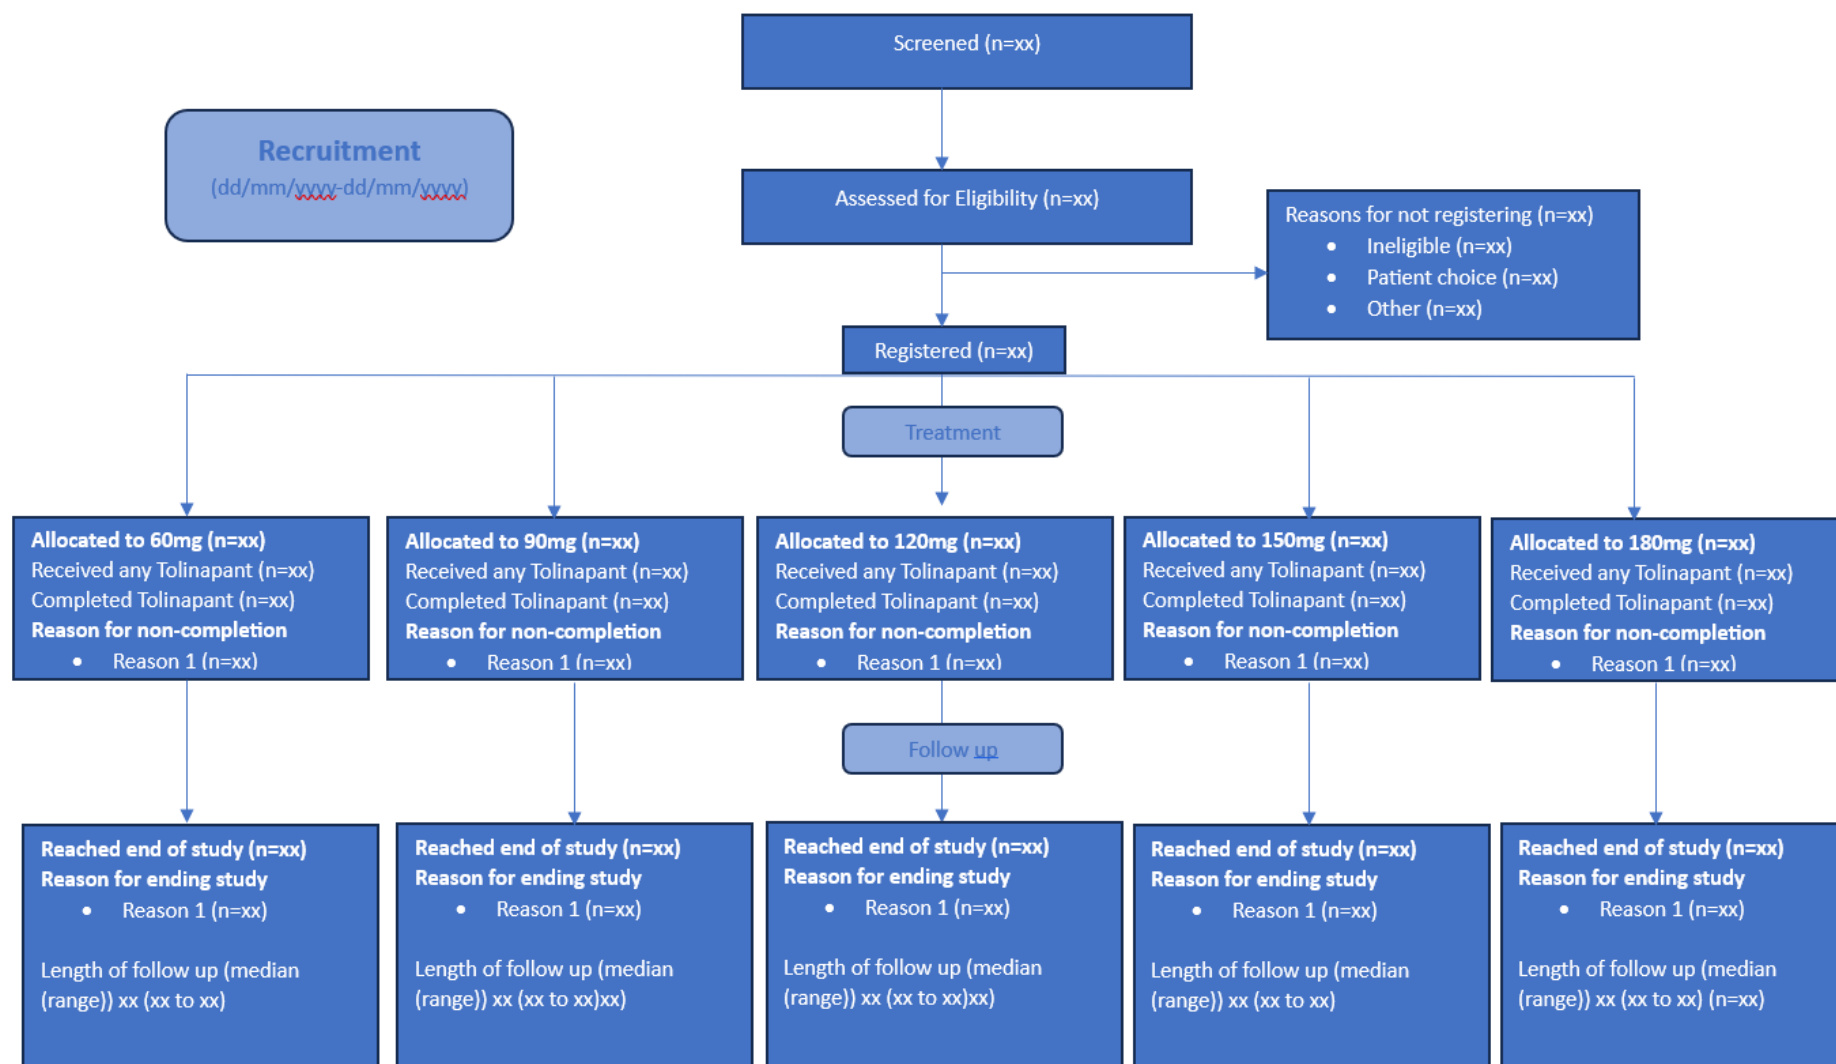 Screened (n=xx)
Recruitment
(dd/mm/yyyy-dd/mm/yyyy)
Assessed for Eligibility (n=xx)
Reasons for not registering (n=xx)
• Ineligible (n=xx)
• Patient choice (n=xx)
• Other (n=xx)
Registered (n=xx)
Treatment
Allocated to 60mg (n=xx)
Received any Tolinapant (n=xx)
Completed Tolinapant (n=xx)
Reason for non-completion
• Reason 1 (n=xx)
Allocated to 90mg (n=xx)
Received any Tolinapant (n=xx)
Completed Tolinapant (n=xx)
Reason for non-completion
• Reason 1 (n=xx)
Allocated to 120mg (n=xx)
Received any Tolinapant (n=xx)
Completed Tolinapant (n=xx)
Reason for non-completion
• Reason 1 (n=xx)
Allocated to 150mg (n=xx)
Received any Tolinapant (n=xx)
Completed Tolinapant (n=xx)
Reason for non-completion
• Reason 1 (n=xx)
Allocated to 180mg (n=xx)
Received any Tolinapant (n=xx)
Completed Tolinapant (n=xx)
Reason for non-completion
• Reason 1 (n=xx)
Follow up
Reached end of study (n=xx)
Reason for ending study
• Reason 1 (n=xx)
Length of follow up (median
(range)) xx (xx to xx)
Reached end of study (n=xx)
Reason for ending study
• Reason 1 (n=xx)
Length of follow up (median
(range)) xx (xx to xx)xx)
Reached end of study (n=xx)
Reason for ending study
• Reason 1 (n=xx)
Length of follow up (median
(range)) xx (xx to xx)xx)
Reached end of study (n=xx)
Reason for ending study
• Reason 1 (n=xx)
Length of follow up (median
(range)) xx (xx to xx)
Reached end of study (n=xx)
Reason for ending study
• Reason 1 (n=xx)
Length of follow up (median
(range)) xx (xx to xx) (n=xx)